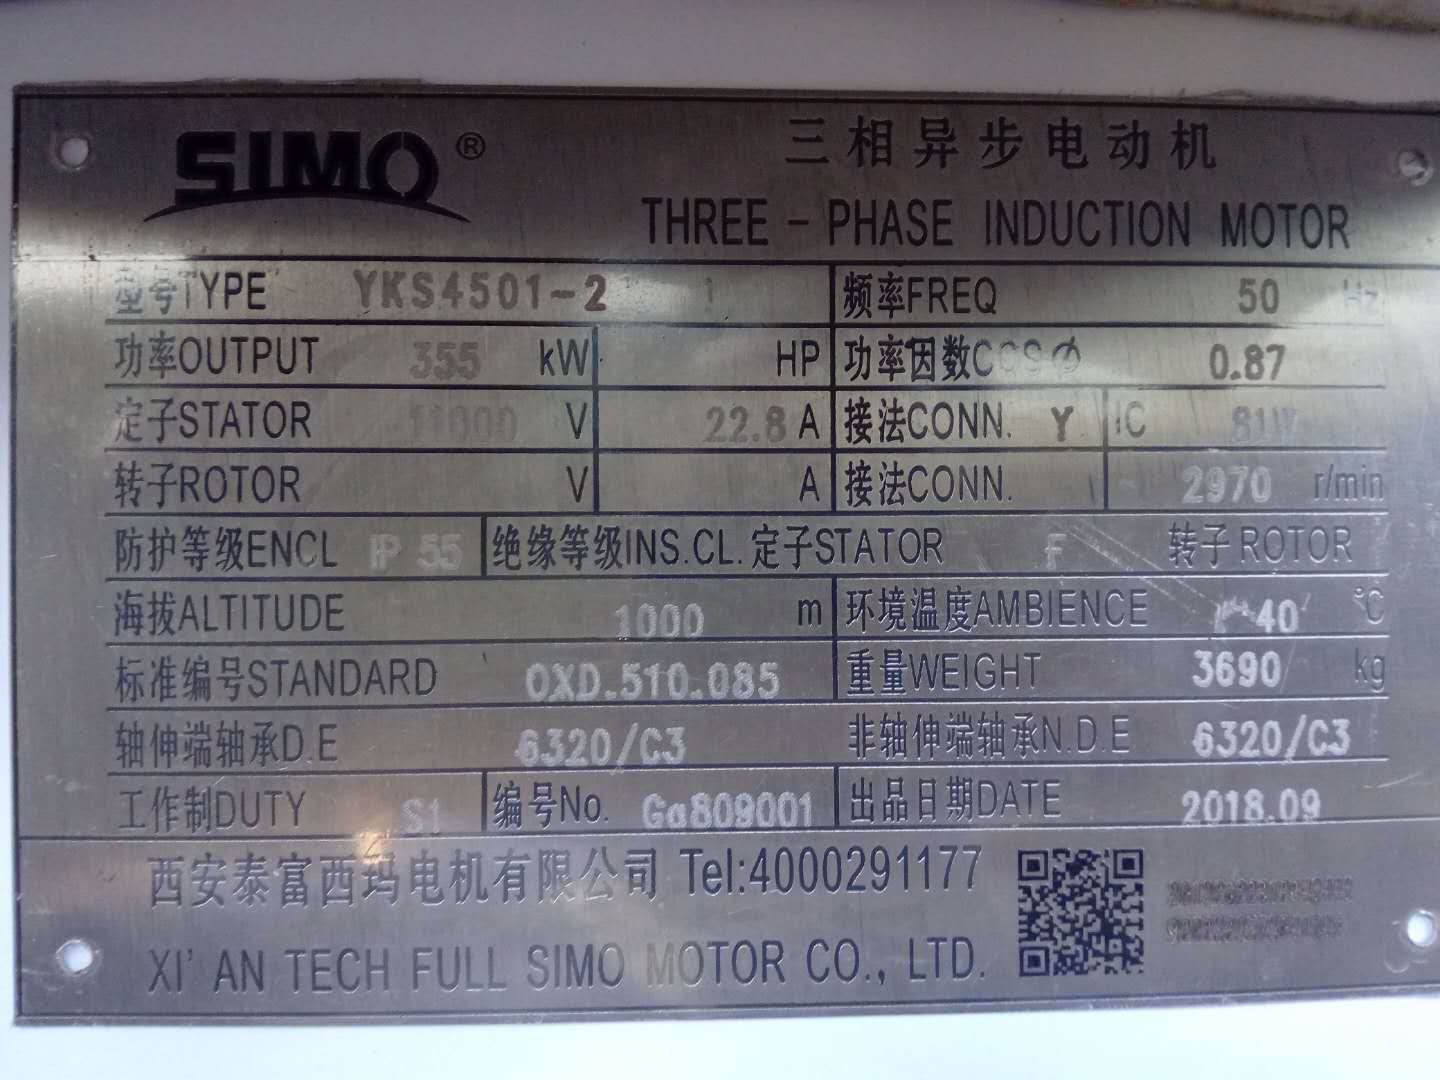 SIMO®
三相异步电动机
THREE - PHASE INDUCTION MOTOR
型号TYPE YKS4501-2 频率FREQ 50 Hz
功率OUTPUT 355 kW HP 功率因数COSΦ 0.87
定子STATOR 11000 V 22.8 A 接法CONN. Y IC 81W
转子ROTOR V A 接法CONN. 2970 r/min
防护等级ENCL IP 55 绝缘等级INS.CL.定子STATOR F 转子ROTOR
海拔ALTITUDE 1000 m 环境温度AMBIENCE 40 °C
标准编号STANDARD OXD.510.085 重量WEIGHT 3690 kg
轴伸端轴承D.E 6320/C3 非轴伸端轴承N.D.E 6320/C3
工作制DUTY S1 编号No. Ga809001 出品日期DATE 2018.09
西安泰富西玛电机有限公司 Tel:4000291177
XI'AN TECH FULL SIMO MOTOR CO., LTD.